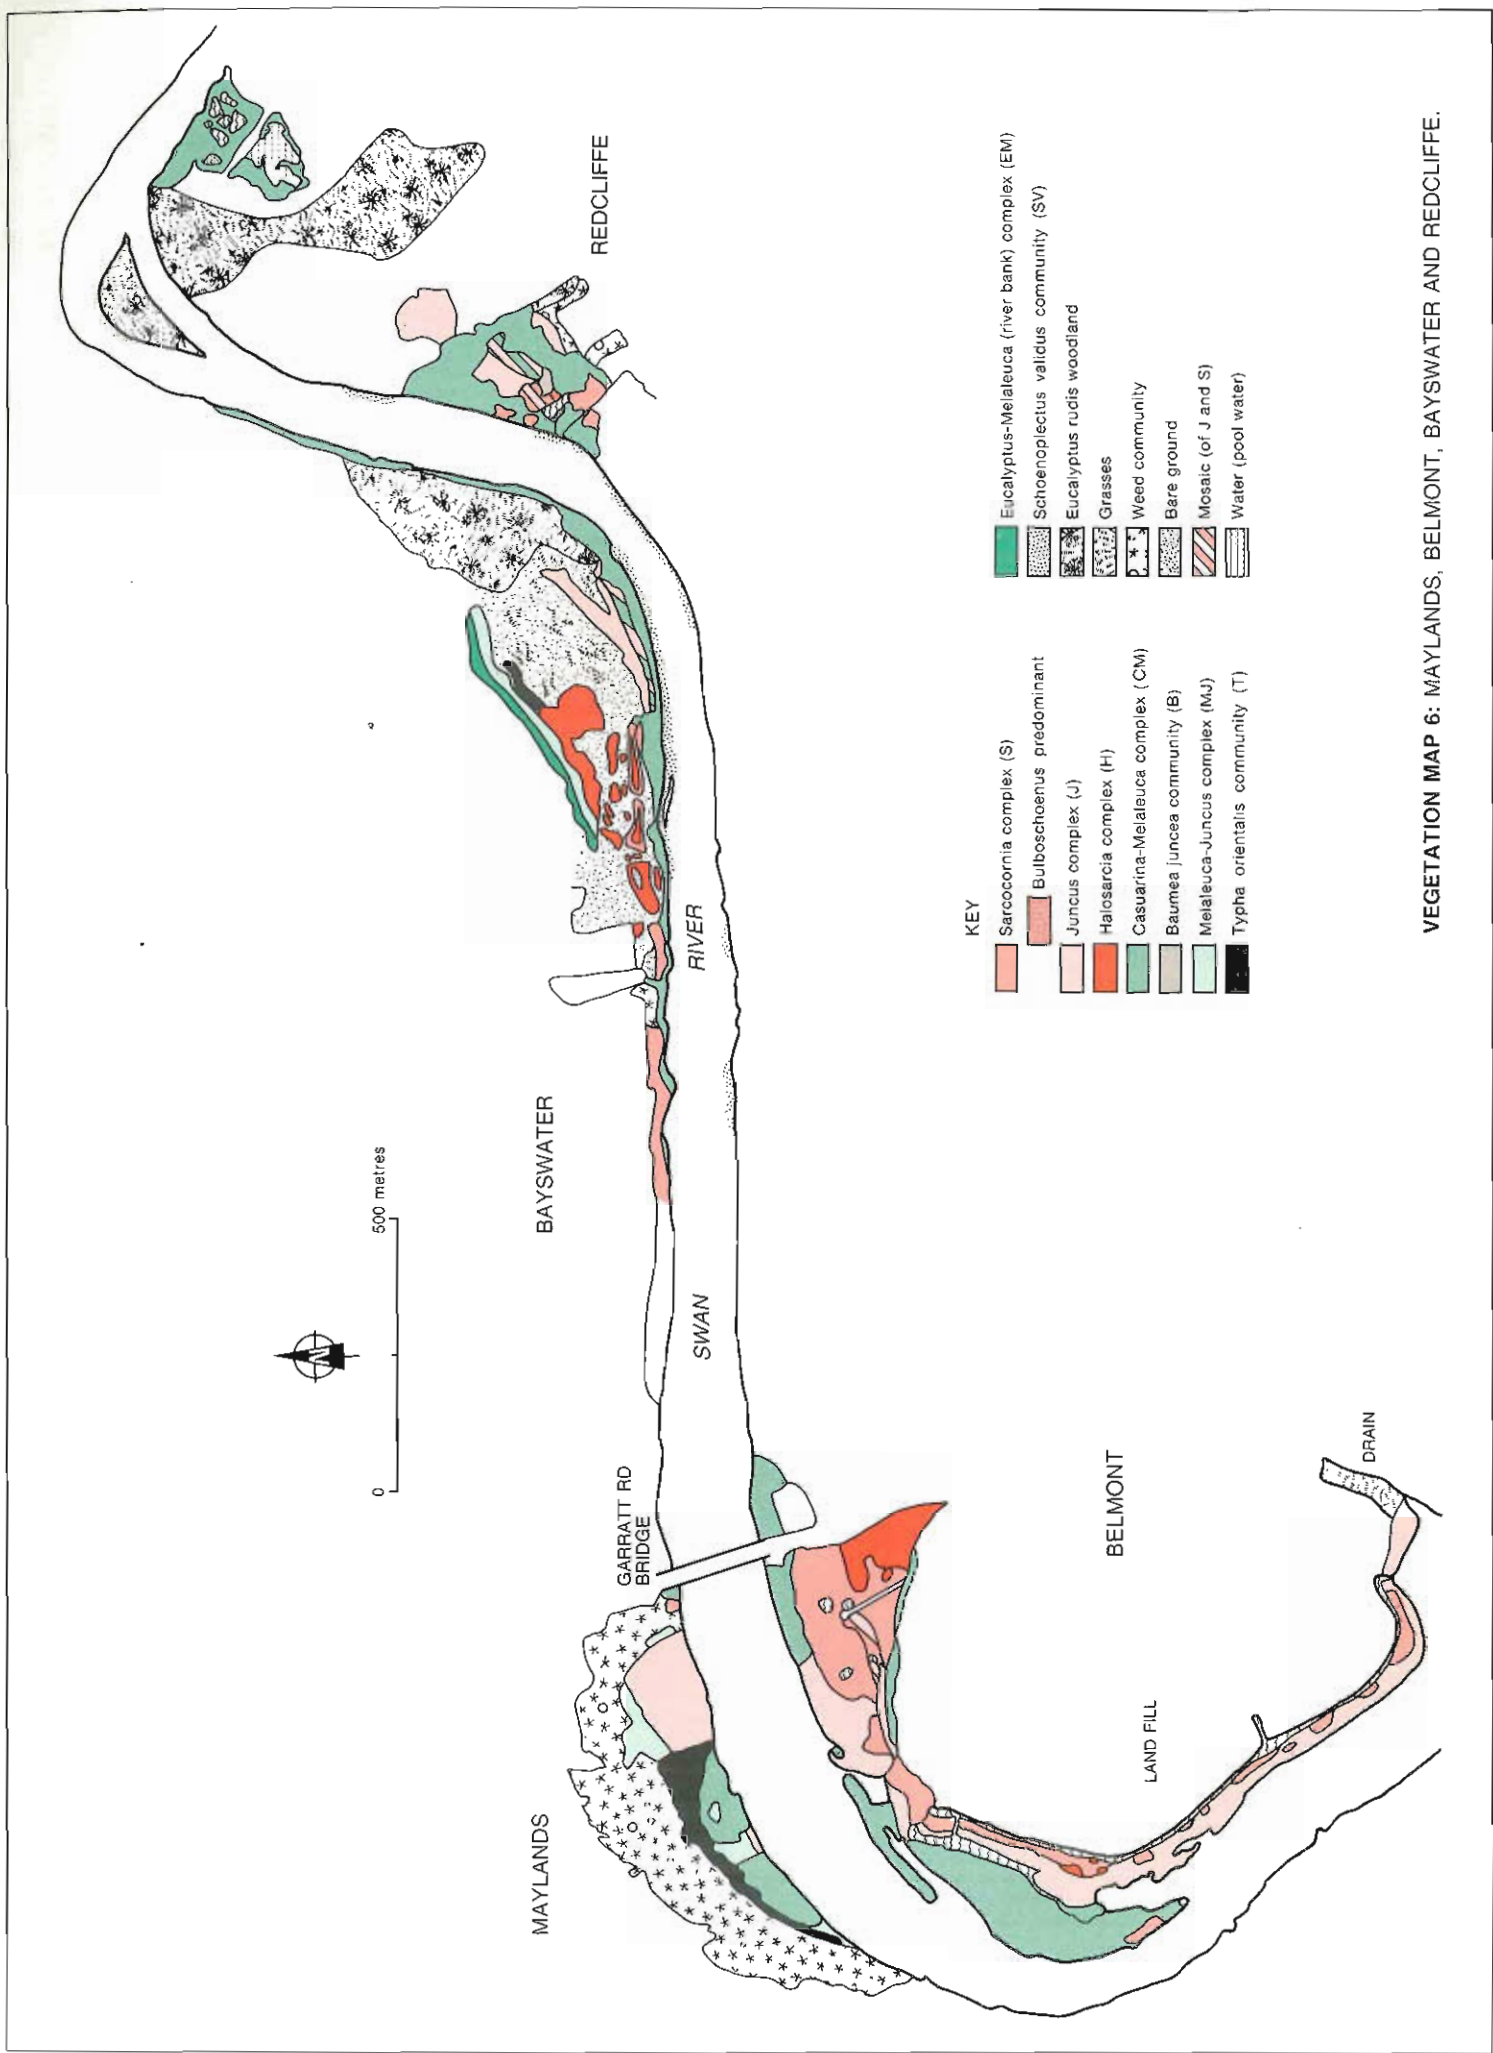 REDCLIFFE
BAYSWATER
0 500 metres
N
SWAN RIVER
GARRATT RD
BRIDGE
MAYLANDS
BELMONT
LAND FILL
DRAIN
KEY
Sarcocornia complex (S)
Bulboschoenus predominant
Juncus complex (J)
Halosarcia complex (H)
Casuarina-Melaleuca complex (CM)
Baumea juncea community (B)
Melaleuca-Juncus complex (MJ)
Typha orientalis community (T)
Eucalyptus-Melaleuca (river bank) complex (EM)
Schoenoplectus validus community (SV)
Eucalyptus rudis woodland
Grasses
Weed community
Bare ground
Mosaic (of J and S)
Water (pool water)
VEGETATION MAP 6: MAYLANDS, BELMONT, BAYSWATER AND REDCLIFFE.